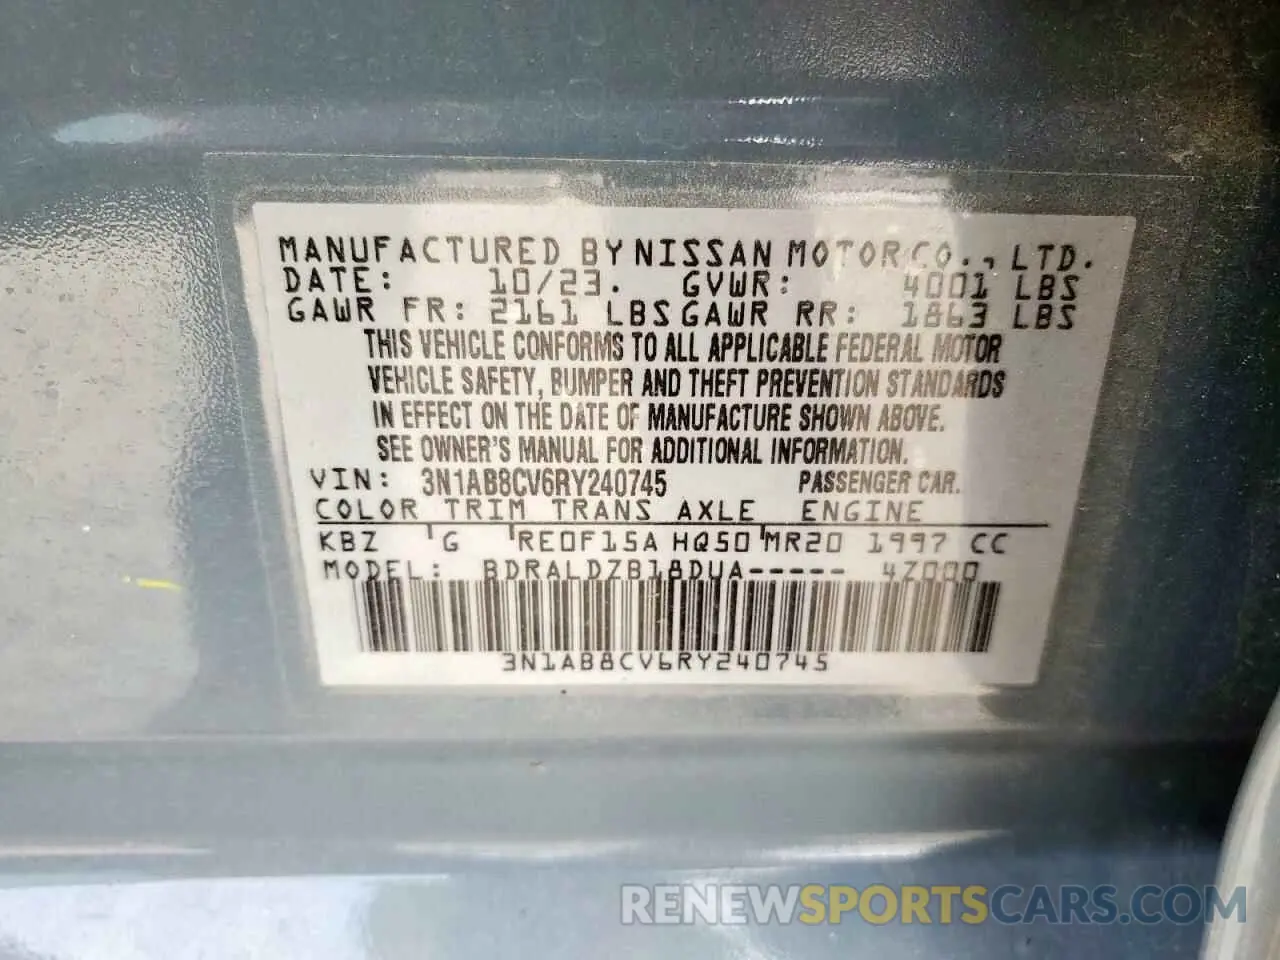 MANUFACTURED BY NISSAN MOTOR CO., LTD.
DATE: 10/23. GVWR: 4001 LBS
GAWR FR: 2161 LBS GAWR RR: 1863 LBS
THIS VEHICLE CONFORMS TO ALL APPLICABLE FEDERAL MOTOR
VEHICLE SAFETY, BUMPER AND THEFT PREVENTION STANDARDS
IN EFFECT ON THE DATE OF MANUFACTURE SHOWN ABOVE.
SEE OWNER'S MANUAL FOR ADDITIONAL INFORMATION.
VIN: 3N1AB8CV6RY240745 PASSENGER CAR.
COLOR TRIM TRANS AXLE ENGINE
KBZ G RE0F15A HQ50 MR20 1997 CC
MODEL: BDRALDZB18DUA-----
3N1AB8CV6RY240745
RENEWSPORTSCARS.COM